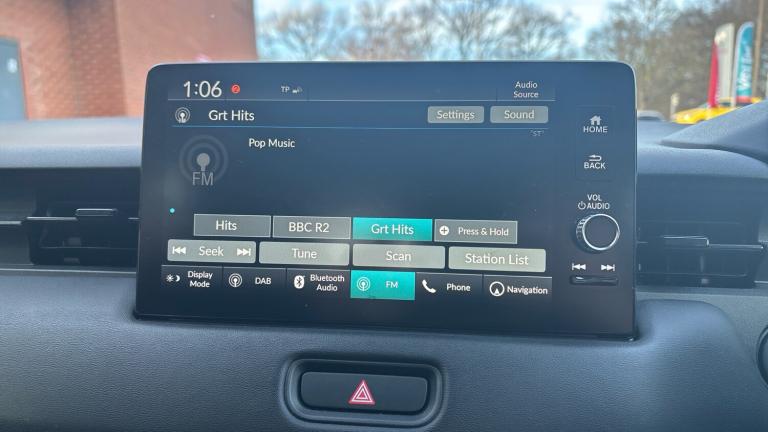 1:06 2 TP Audio
Source
Grt Hits Settings Sound
"ST"
Pop Music
FM
HOME
BACK
VOL
AUDIO
Hits BBC R2 Grt Hits Press & Hold
Seek Tune Scan Station List
Display
Mode
DAB
Bluetooth
Audio
FM
Phone
Navigation